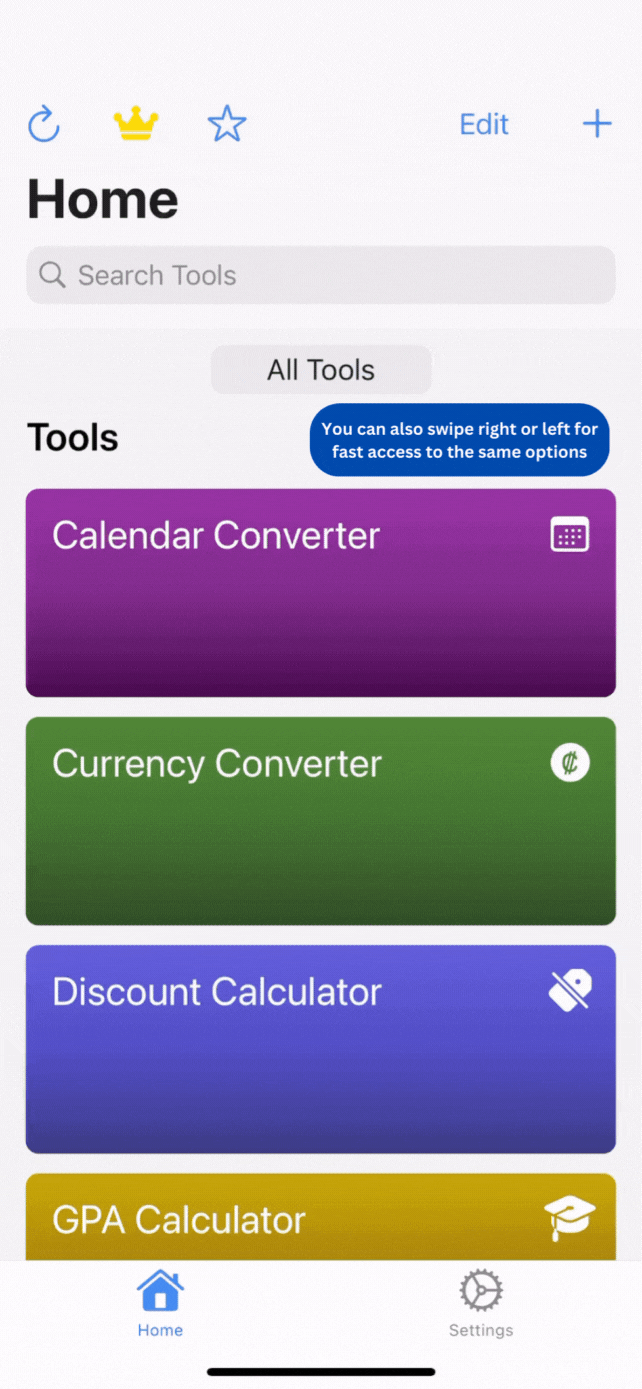 Edit
Home
Search Tools
All Tools
Tools
You can also swipe right or left for
fast access to the same options
Calendar Converter
Currency Converter
Discount Calculator
GPA Calculator
Home
Settings